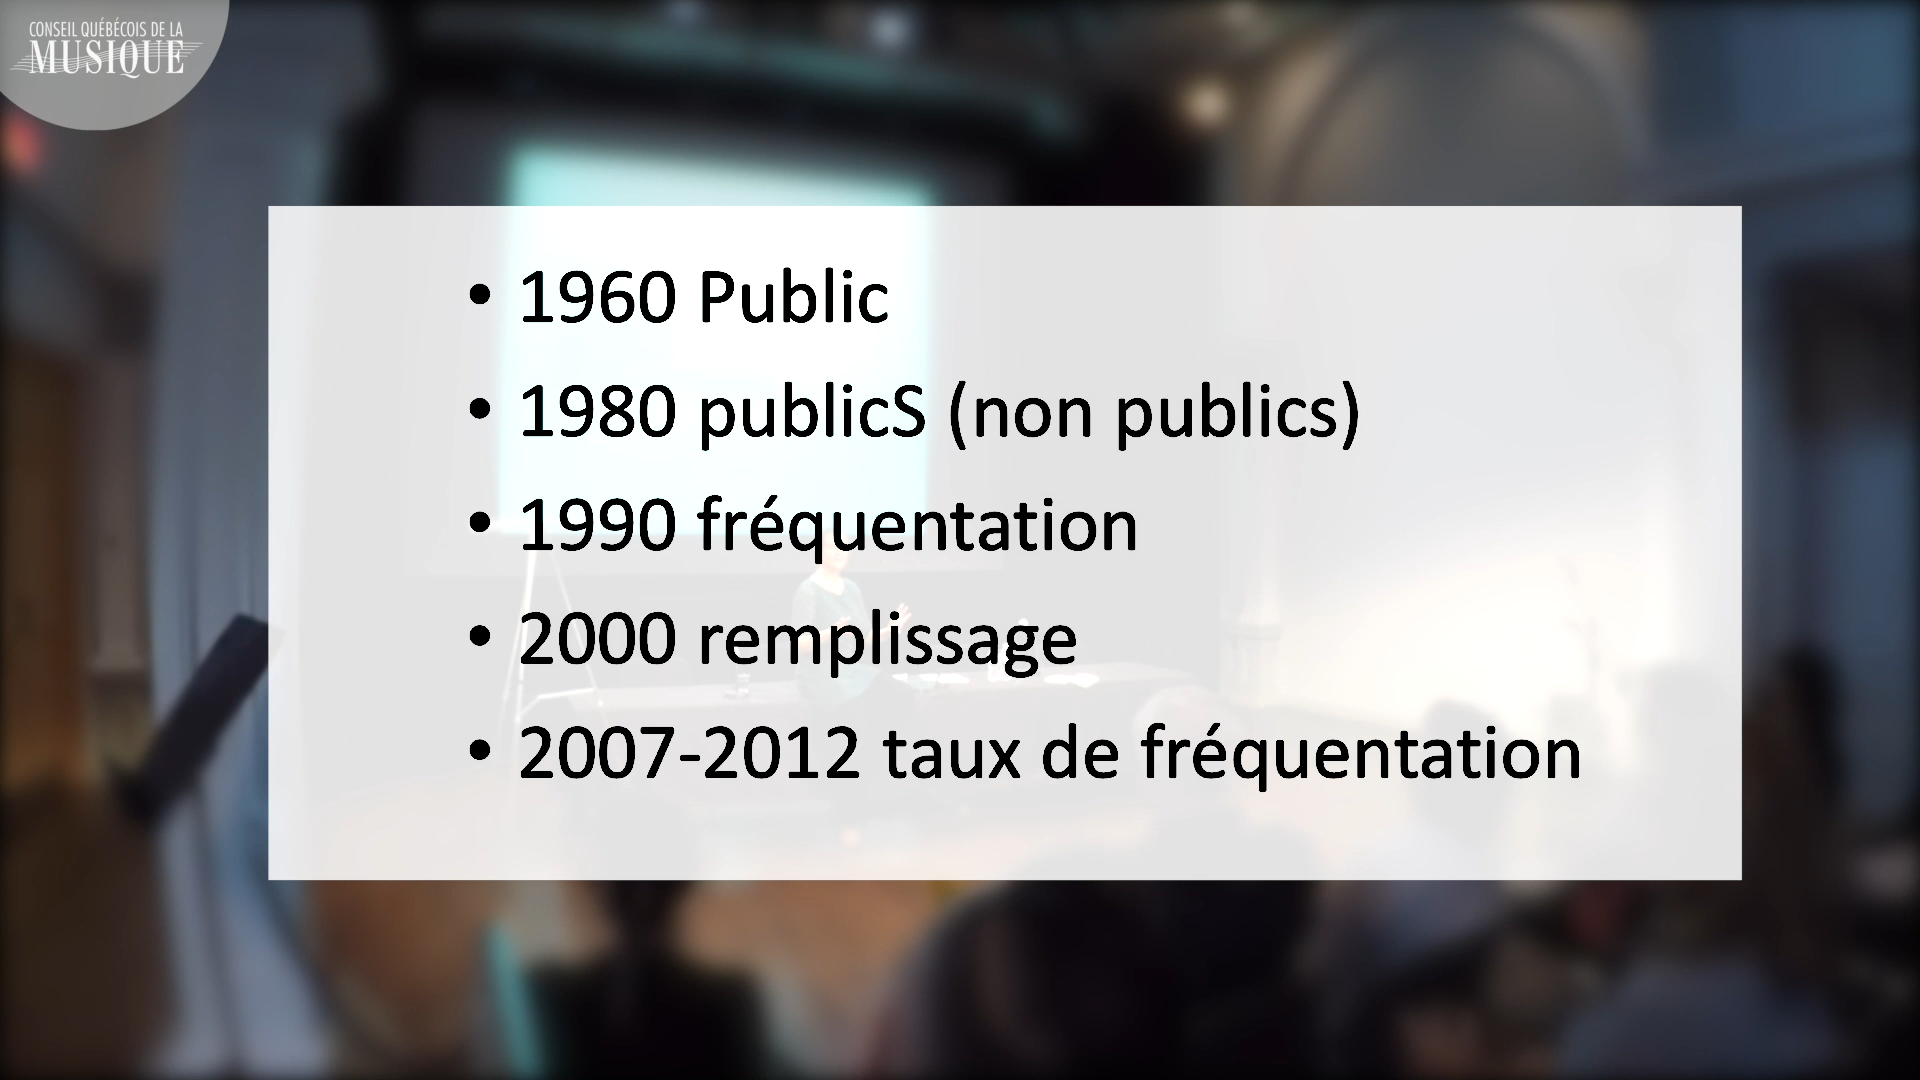 CONSEIL QUÉBÉCOIS DE LA
MUSIQUE
• 1960 Public
• 1980 publicS (non publics)
• 1990 fréquentation
• 2000 remplissage
• 2007-2012 taux de fréquentation